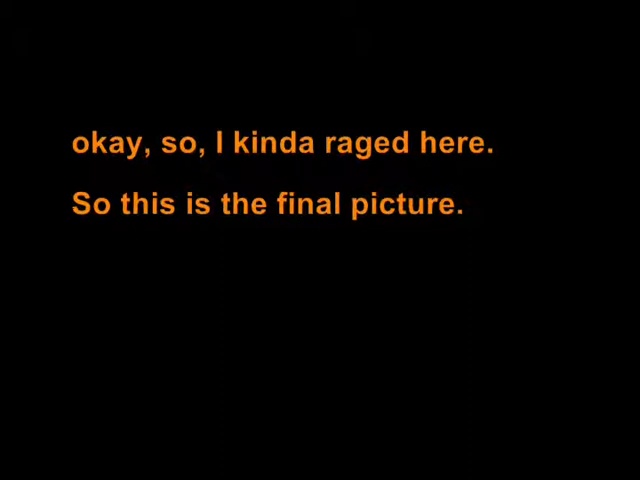 okay, so, I kinda raged here.
So this is the final picture.